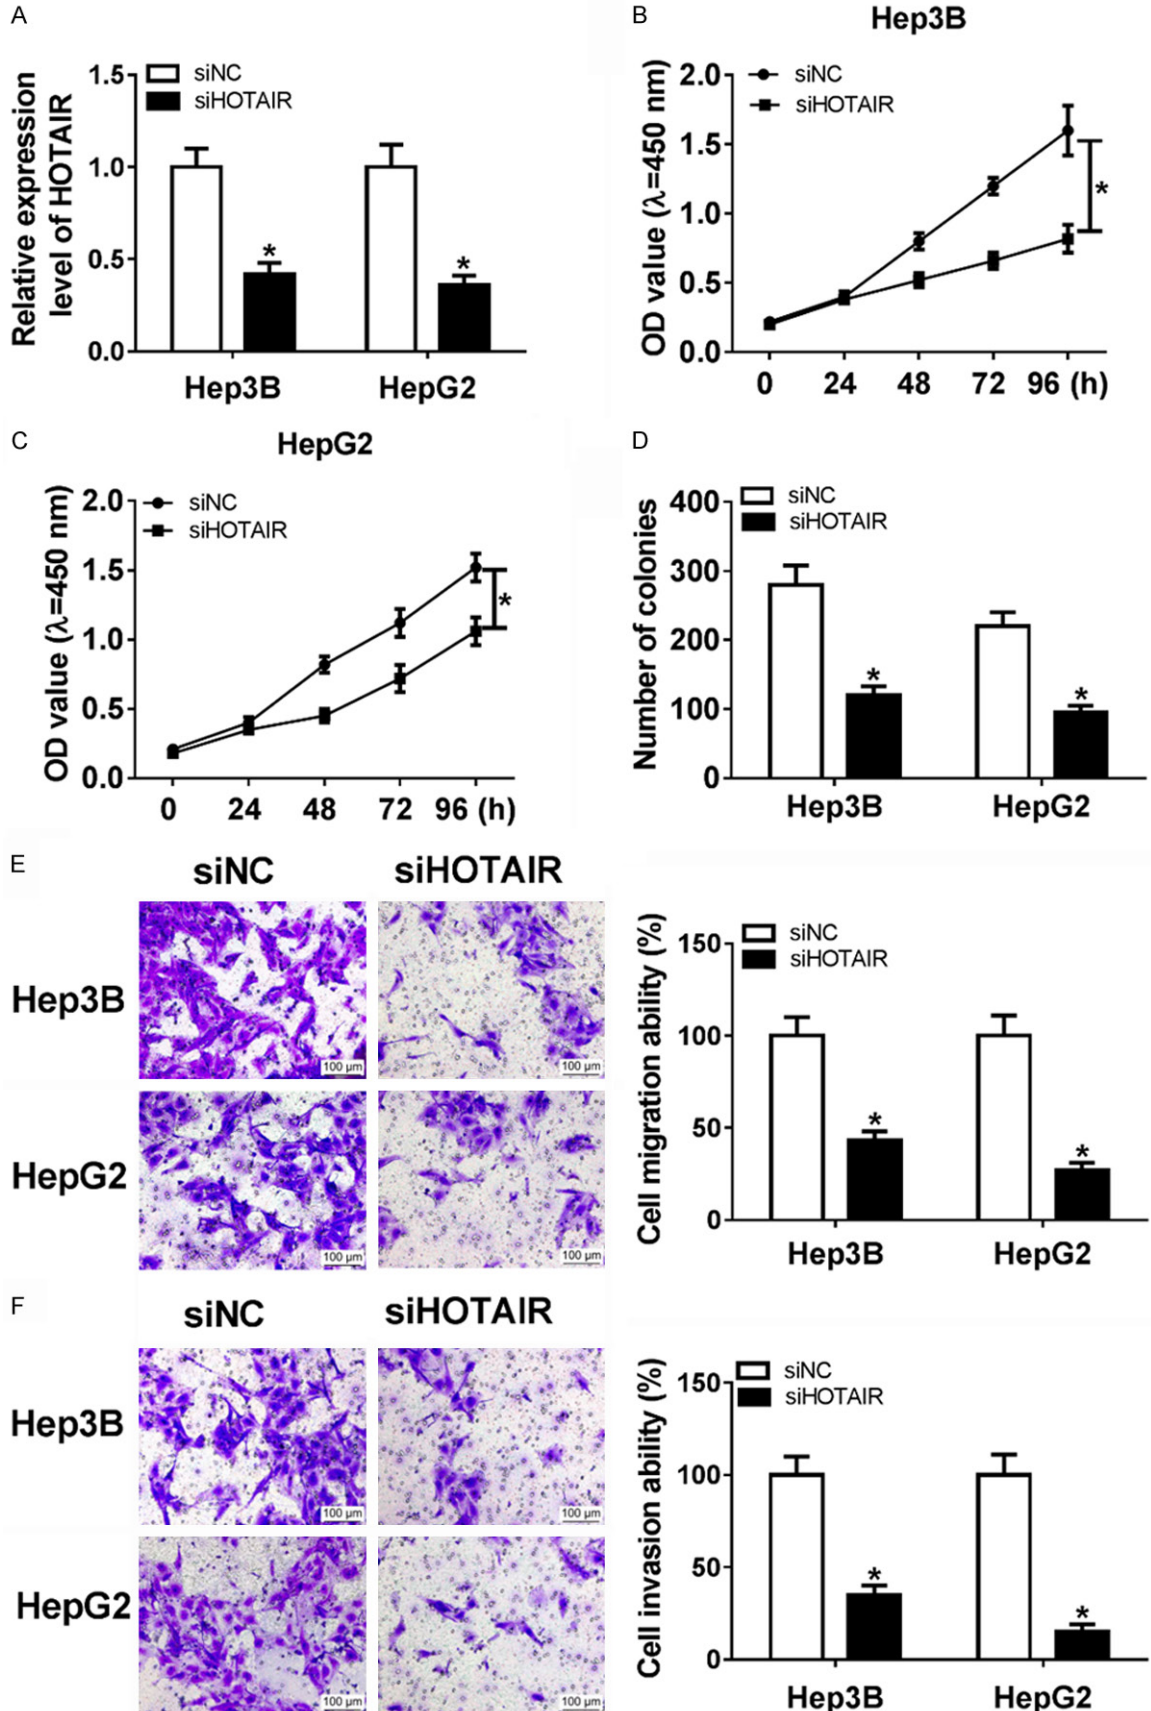 A
Relative expression
level of HOTAIR
1.5
1.0
0.5
0.0
siNC
siHOTAIR
*
*
Hep3B
HepG2
B
Hep3B
OD value (λ=450 nm)
2.0
1.5
1.0
0.5
0.0
siNC
siHOTAIR
*
0 24 48 72 96 (h)
C
HepG2
OD value (λ=450 nm)
2.0
1.5
1.0
0.5
0.0
siNC
siHOTAIR
*
0 24 48 72 96 (h)
D
Number of colonies
400
300
200
100
0
siNC
siHOTAIR
*
*
Hep3B
HepG2
E
siNC
siHOTAIR
Hep3B
100 μm
100 μm
HepG2
100 μm
100 μm
Cell migration ability (%)
150
100
50
0
siNC
siHOTAIR
*
*
Hep3B
HepG2
F
siNC
siHOTAIR
Hep3B
100 μm
100 μm
HepG2
100 μm
100 μm
Cell invasion ability (%)
150
100
50
0
siNC
siHOTAIR
*
*
Hep3B
HepG2